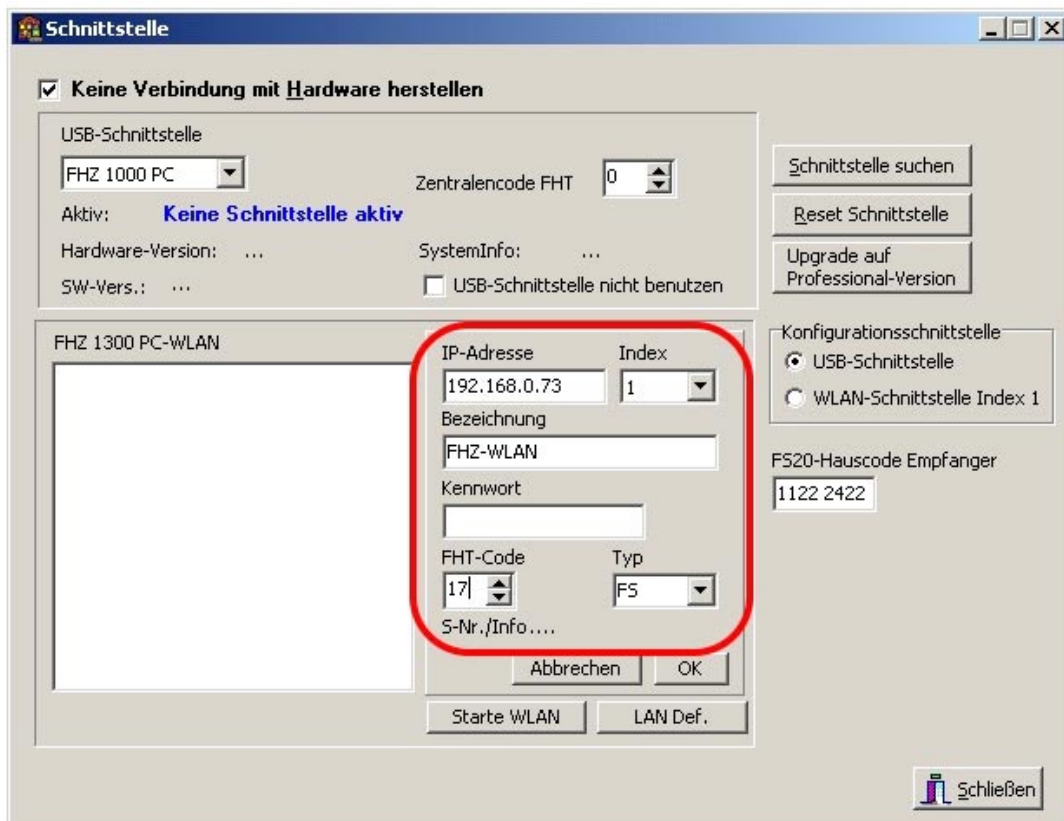 Schnittstelle
Keine Verbindung mit Hardware herstellen
USB-Schnittstelle
FHZ 1000 PC
Zentralencode FHT
0
Aktiv:
Keine Schnittstelle aktiv
Hardware-Version:
...
SystemInfo:
...
SW-Vers.:
...
USB-Schnittstelle nicht benutzen
Schnittstelle suchen
Reset Schnittstelle
Upgrade auf
Professional-Version
FHZ 1300 PC-WLAN
IP-Adresse
Index
192.168.0.73
1
Bezeichnung
FHZ-WLAN
Kennwort
FHT-Code
Typ
17
FS
S-Nr./Info....
Abbrechen
OK
Starte WLAN
LAN Def.
Konfigurationsschnittstelle
USB-Schnittstelle
WLAN-Schnittstelle Index 1
FS20-Hauscode Empfanger
1122 2422
Schließen